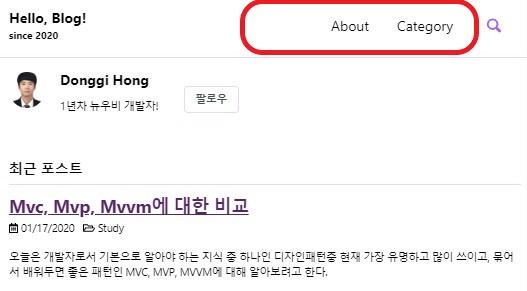 Hello, Blog!
since 2020
About Category
Donggi Hong
1년차 뉴우비 개발자!
팔로우
최근 포스트
Mvc, Mvp, Mvvm에 대한 비교
01/17/2020 Study
오늘은 개발자로서 기본으로 알아야 하는 지식 중 하나인 디자인패턴중 현재 가장 유명하고 많이 쓰이고, 묶어
서 배워두면 좋은 패턴인 MVC, MVP, MVVM에 대해 알아보려고 한다.